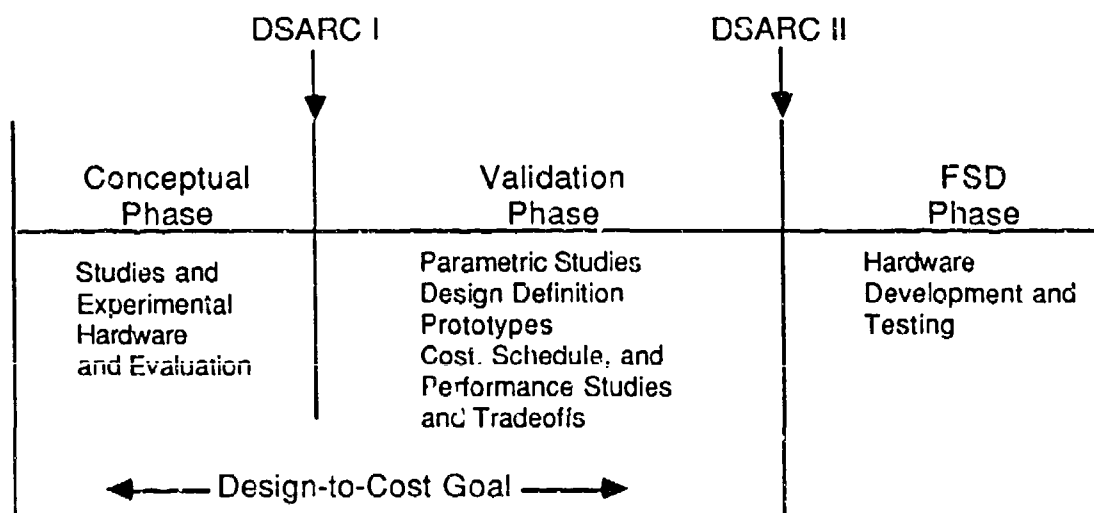 DSARC I
DSARC II
Conceptual
Phase
Validation
Phase
FSD
Phase
Studies and
Experimental
Hardware
and Evaluation
Parametric Studies
Design Definition
Prototypes
Cost. Schedule, and
Performance Studies
and Tradeoffs
Hardware
Development and
Testing
Design-to-Cost Goal